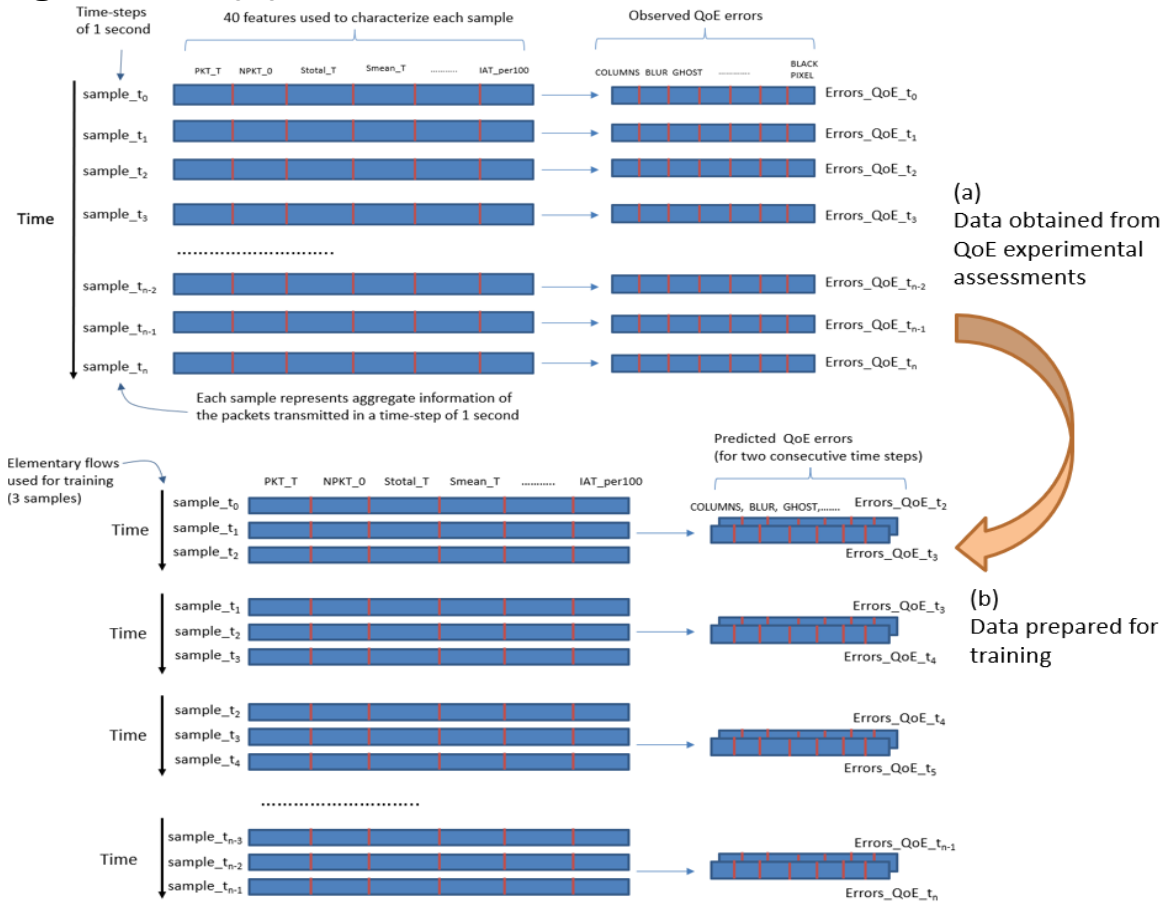 Time-steps
of 1 second
40 features used to characterize each sample
Observed QoE errors
PKT_T NPKT_0 Stotal_T Smean_T .......... IAT_per100
COLUMNS BLUR GHOST ............. BLACK
PIXEL
sample_t0 Errors_QoE_t0
sample_t1 Errors_QoE_t1
sample_t2 Errors_QoE_t2
Time sample_t3 Errors_QoE_t3
................................
sample_tn-2 Errors_QoE_tn-2
sample_tn-1 Errors_QoE_tn-1
sample_tn Errors_QoE_tn
(a)
Data obtained from
QoE experimental
assessments
Each sample represents aggregate information of
the packets transmitted in a time-step of 1 second
Elementary flows
used for training
(3 samples)
Predicted QoE errors
(for two consecutive time steps)
PKT_T NPKT_0 Stotal_T Smean_T ........... IAT_per100
COLUMNS, BLUR, GHOST,.......
Time
sample_t0
sample_t1
sample_t2
Errors_QoE_t2
Errors_QoE_t3
(b)
Data prepared for
training
Time
sample_t1
sample_t2
sample_t3
Errors_QoE_t3
Errors_QoE_t4
Time
sample_t2
sample_t3
sample_t4
Errors_QoE_t4
Errors_QoE_t5
................................
Time
sample_tn-3
sample_tn-2
sample_tn-1
Errors_QoE_tn-1
Errors_QoE_tn